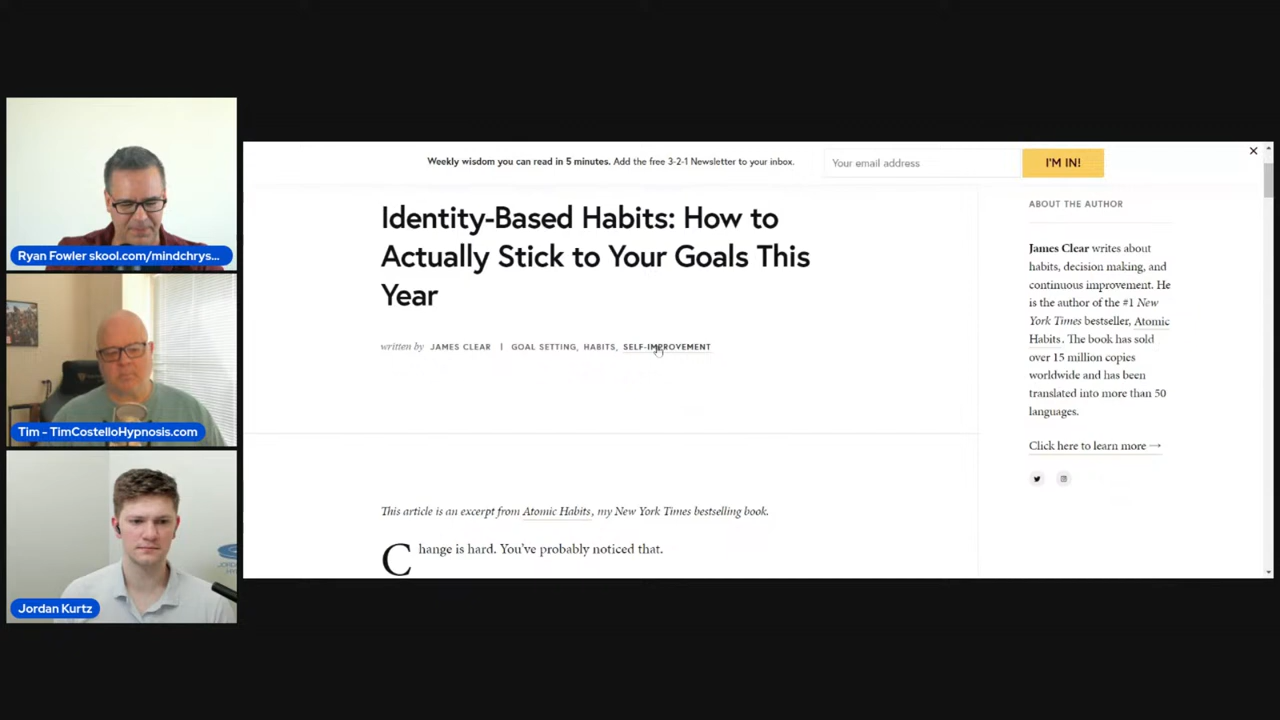 Ryan Fowler skool.com/mindchrys...
Tim - TimCostelloHypnosis.com
Jordan Kurtz
Weekly wisdom you can read in 5 minutes. Add the free 3-2-1 Newsletter to your inbox.
Your email address
I'M IN!
Identity-Based Habits: How to
Actually Stick to Your Goals This
Year
written by JAMES CLEAR | GOAL SETTING, HABITS, SELF-IMPROVEMENT
This article is an excerpt from Atomic Habits, my New York Times bestselling book.
Change is hard. You've probably noticed that.
ABOUT THE AUTHOR
James Clear writes about
habits, decision making, and
continuous improvement. He
is the author of the #1 New
York Times bestseller, Atomic
Habits. The book has sold
over 15 million copies
worldwide and has been
translated into more than 50
languages.
Click here to learn more →